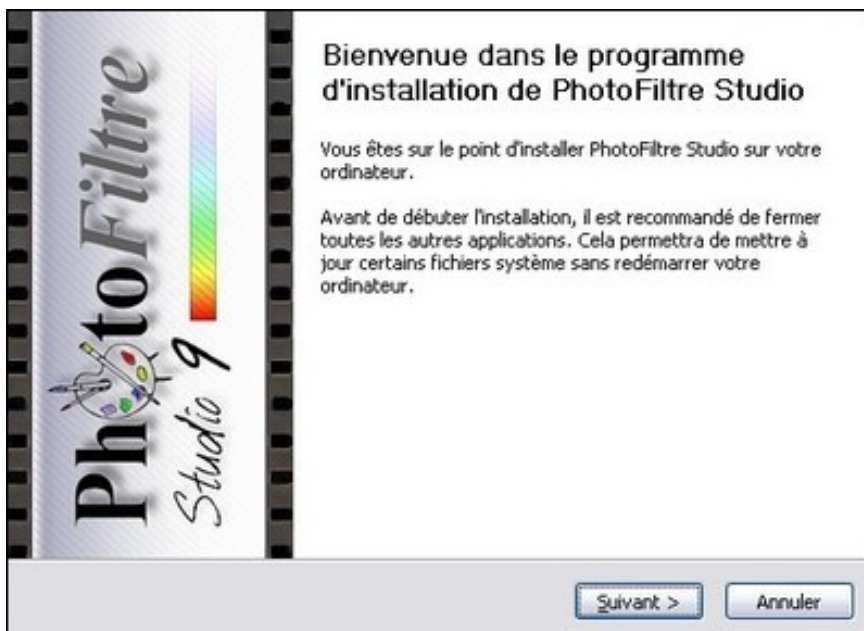 Bienvenue dans le programme
d'installation de PhotoFiltre Studio
Vous êtes sur le point d'installer PhotoFiltre Studio sur votre
ordinateur.
Avant de débuter l'installation, il est recommandé de fermer
toutes les autres applications. Cela permettra de mettre à
jour certains fichiers système sans redémarrer votre
ordinateur.
PhotoFiltre
Studio 9
Suivant >
Annuler